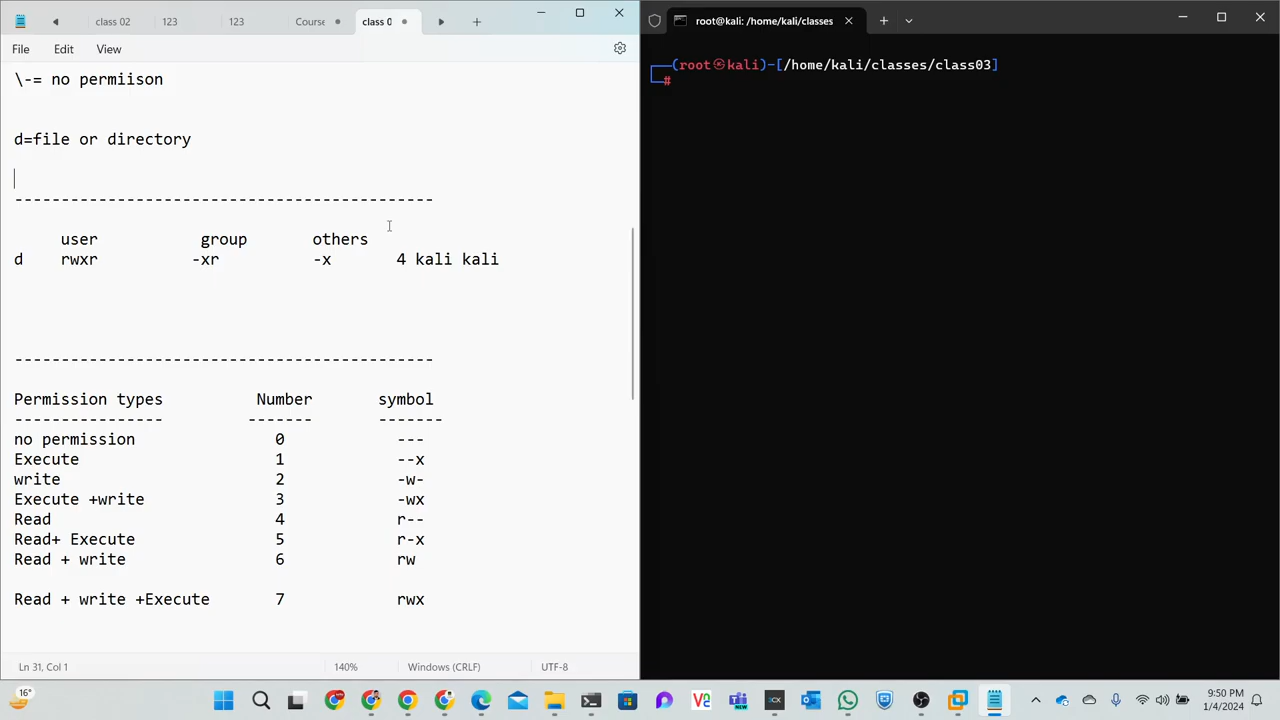 class 02 123 123 Course class 0
File Edit View
\-= no permiison
d=file or directory
--------------------------------------------- 
user group others
d rwxr -xr -x 4 kali kali
---------------------------------------------
Permission types Number symbol
---------------- ------- -------
no permission 0 ---
Execute 1 --x
write 2 -w-
Execute +write 3 -wx
Read 4 r--
Read+ Execute 5 r-x
Read + write 6 rw
Read + write +Execute 7 rwx
Ln 31, Col 1 140% Windows (CRLF) UTF-8
root@kali: /home/kali/classes
(root㉿kali)-[/home/kali/classes/class03]
#
16°
9:50 PM
1/4/2024